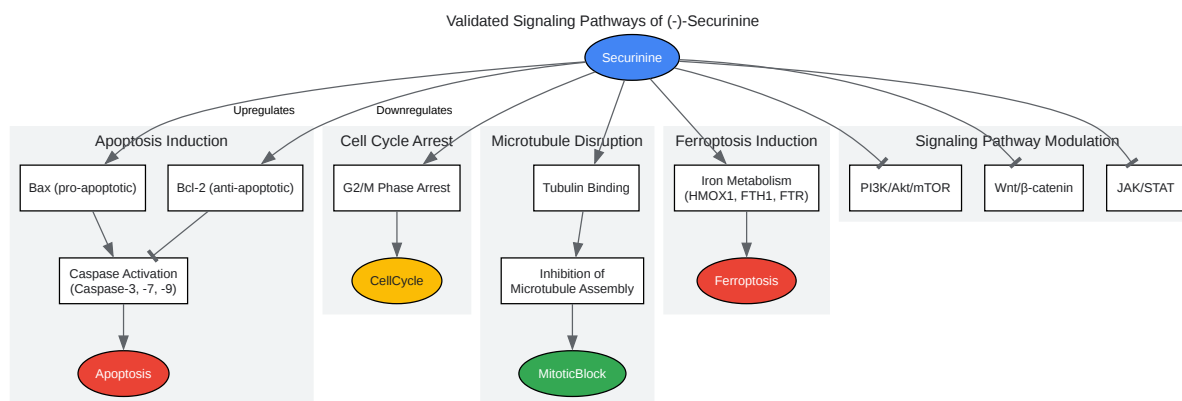 Validated Signaling Pathways of (-)-Securinine
Securinine
Upregulates
Downregulates
Apoptosis Induction
Cell Cycle Arrest
Microtubule Disruption
Ferroptosis Induction
Signaling Pathway Modulation
Bax (pro-apoptotic)
Bcl-2 (anti-apoptotic)
G2/M Phase Arrest
Tubulin Binding
Iron Metabolism
(HMOX1, FTH1, FTR)
PI3K/Akt/mTOR
Wnt/β-catenin
JAK/STAT
Caspase Activation
(Caspase-3, -7, -9)
CellCycle
Inhibition of
Microtubule Assembly
Ferroptosis
Apoptosis
MitoticBlock